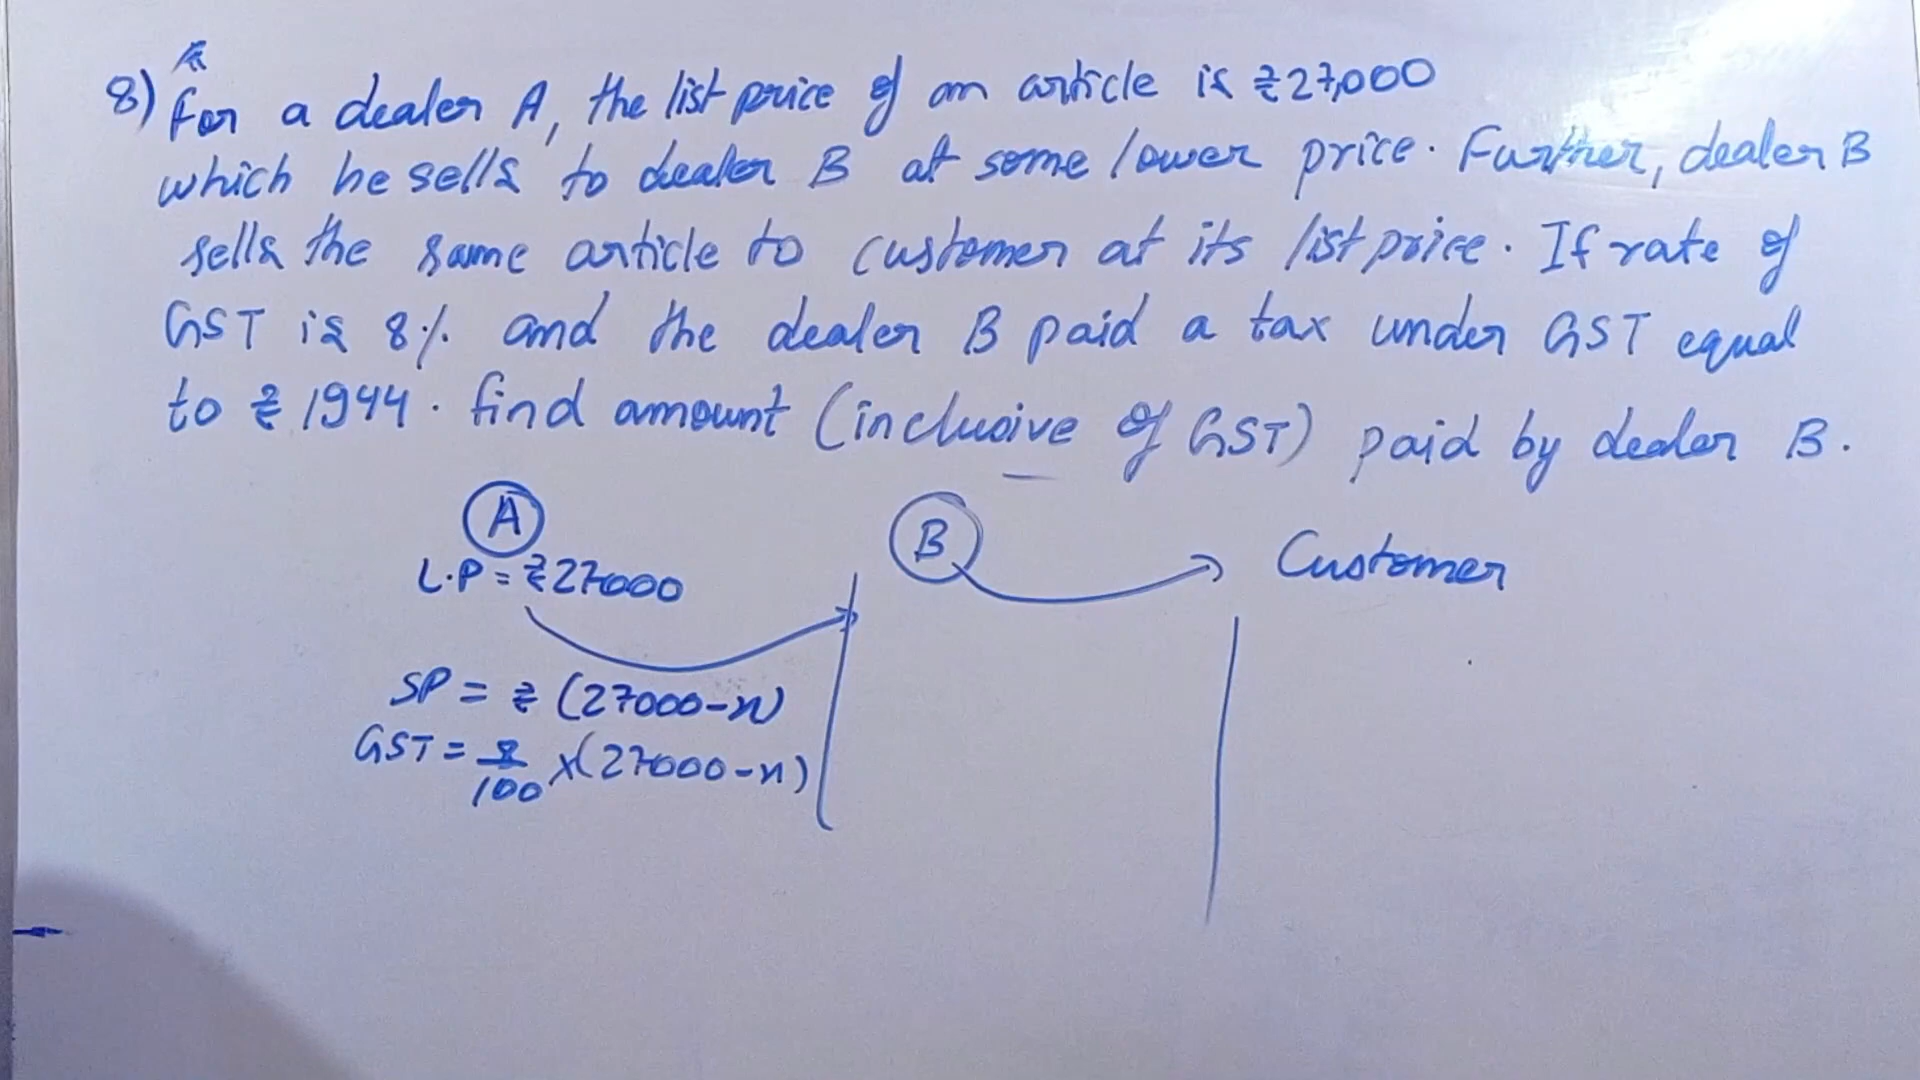 8) For a dealer A, the list price of an article is ₹27,000
which he sells to dealer B at some lower price. Further, dealer B
sells the same article to customer at its list price. If rate of
GST is 8% and the dealer B paid a tax under GST equal
to ₹1944. find amount (inclusive of GST) paid by dealer B.
A B Customer
L.P = ₹27000
SP = ₹ (27000-x)
GST = 8/100 x(27000-x)